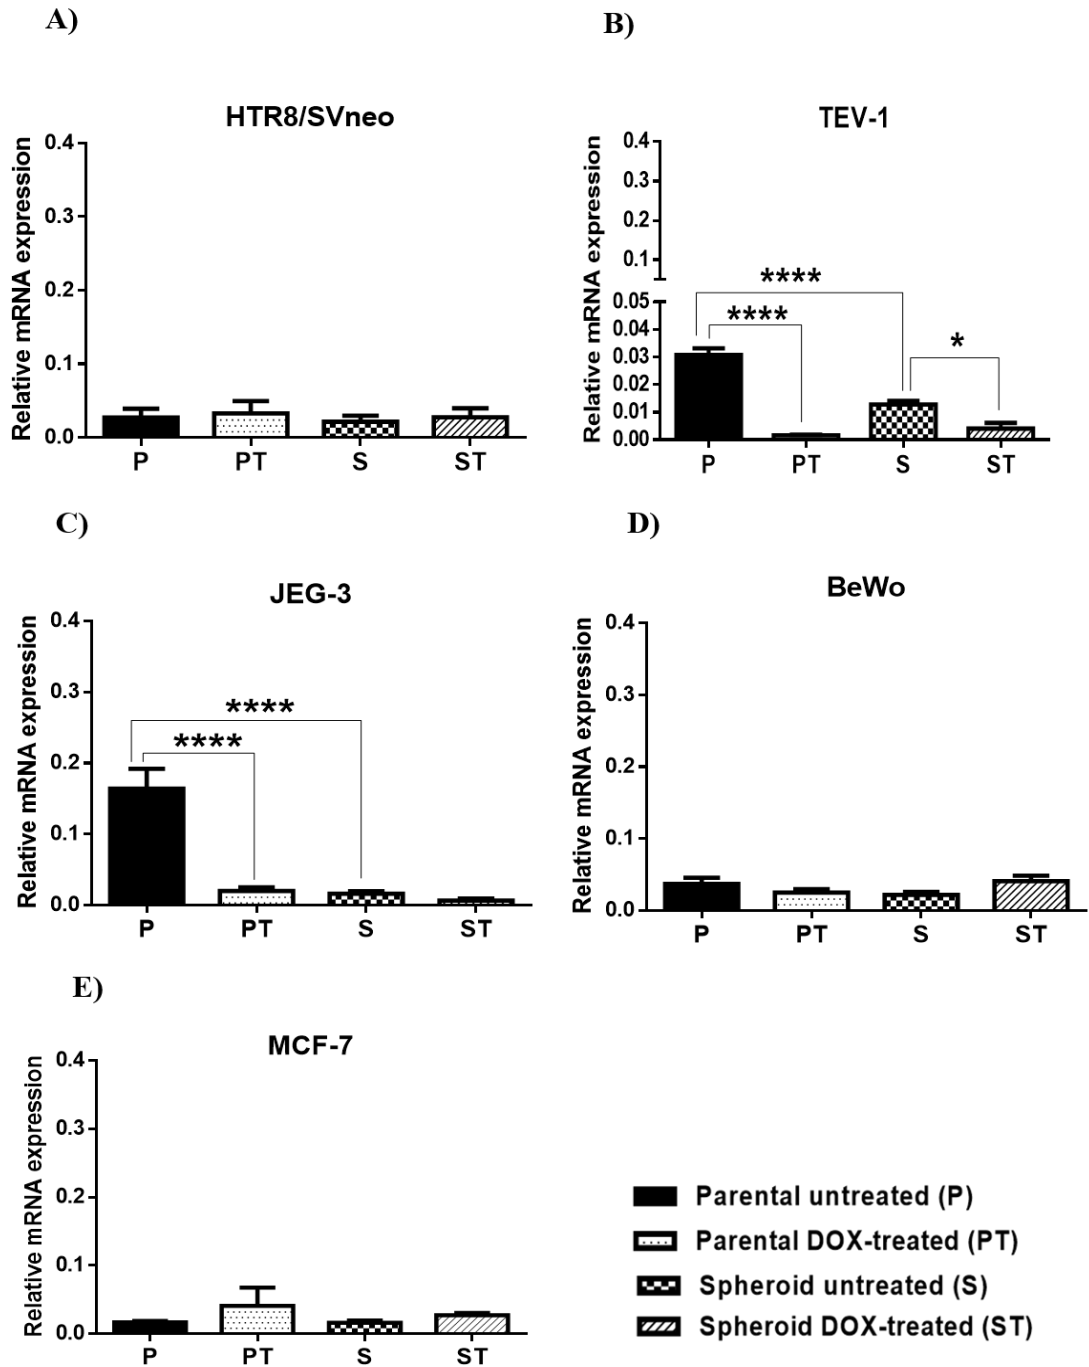 A)
HTR8/SVneo
Relative mRNA expression
0.4
0.3
0.2
0.1
0.0
P PT S ST
B)
TEV-1
Relative mRNA expression
0.4
0.3
0.2
0.1
0.05
0.04
0.03
0.02
0.01
0.00
****
****
*
P PT S ST
C)
JEG-3
Relative mRNA expression
0.4
0.3
0.2
0.1
0.0
****
****
P PT S ST
D)
BeWo
Relative mRNA expression
0.4
0.3
0.2
0.1
0.0
P PT S ST
E)
MCF-7
Relative mRNA expression
0.4
0.3
0.2
0.1
0.0
P PT S ST
Parental untreated (P)
Parental DOX-treated (PT)
Spheroid untreated (S)
Spheroid DOX-treated (ST)